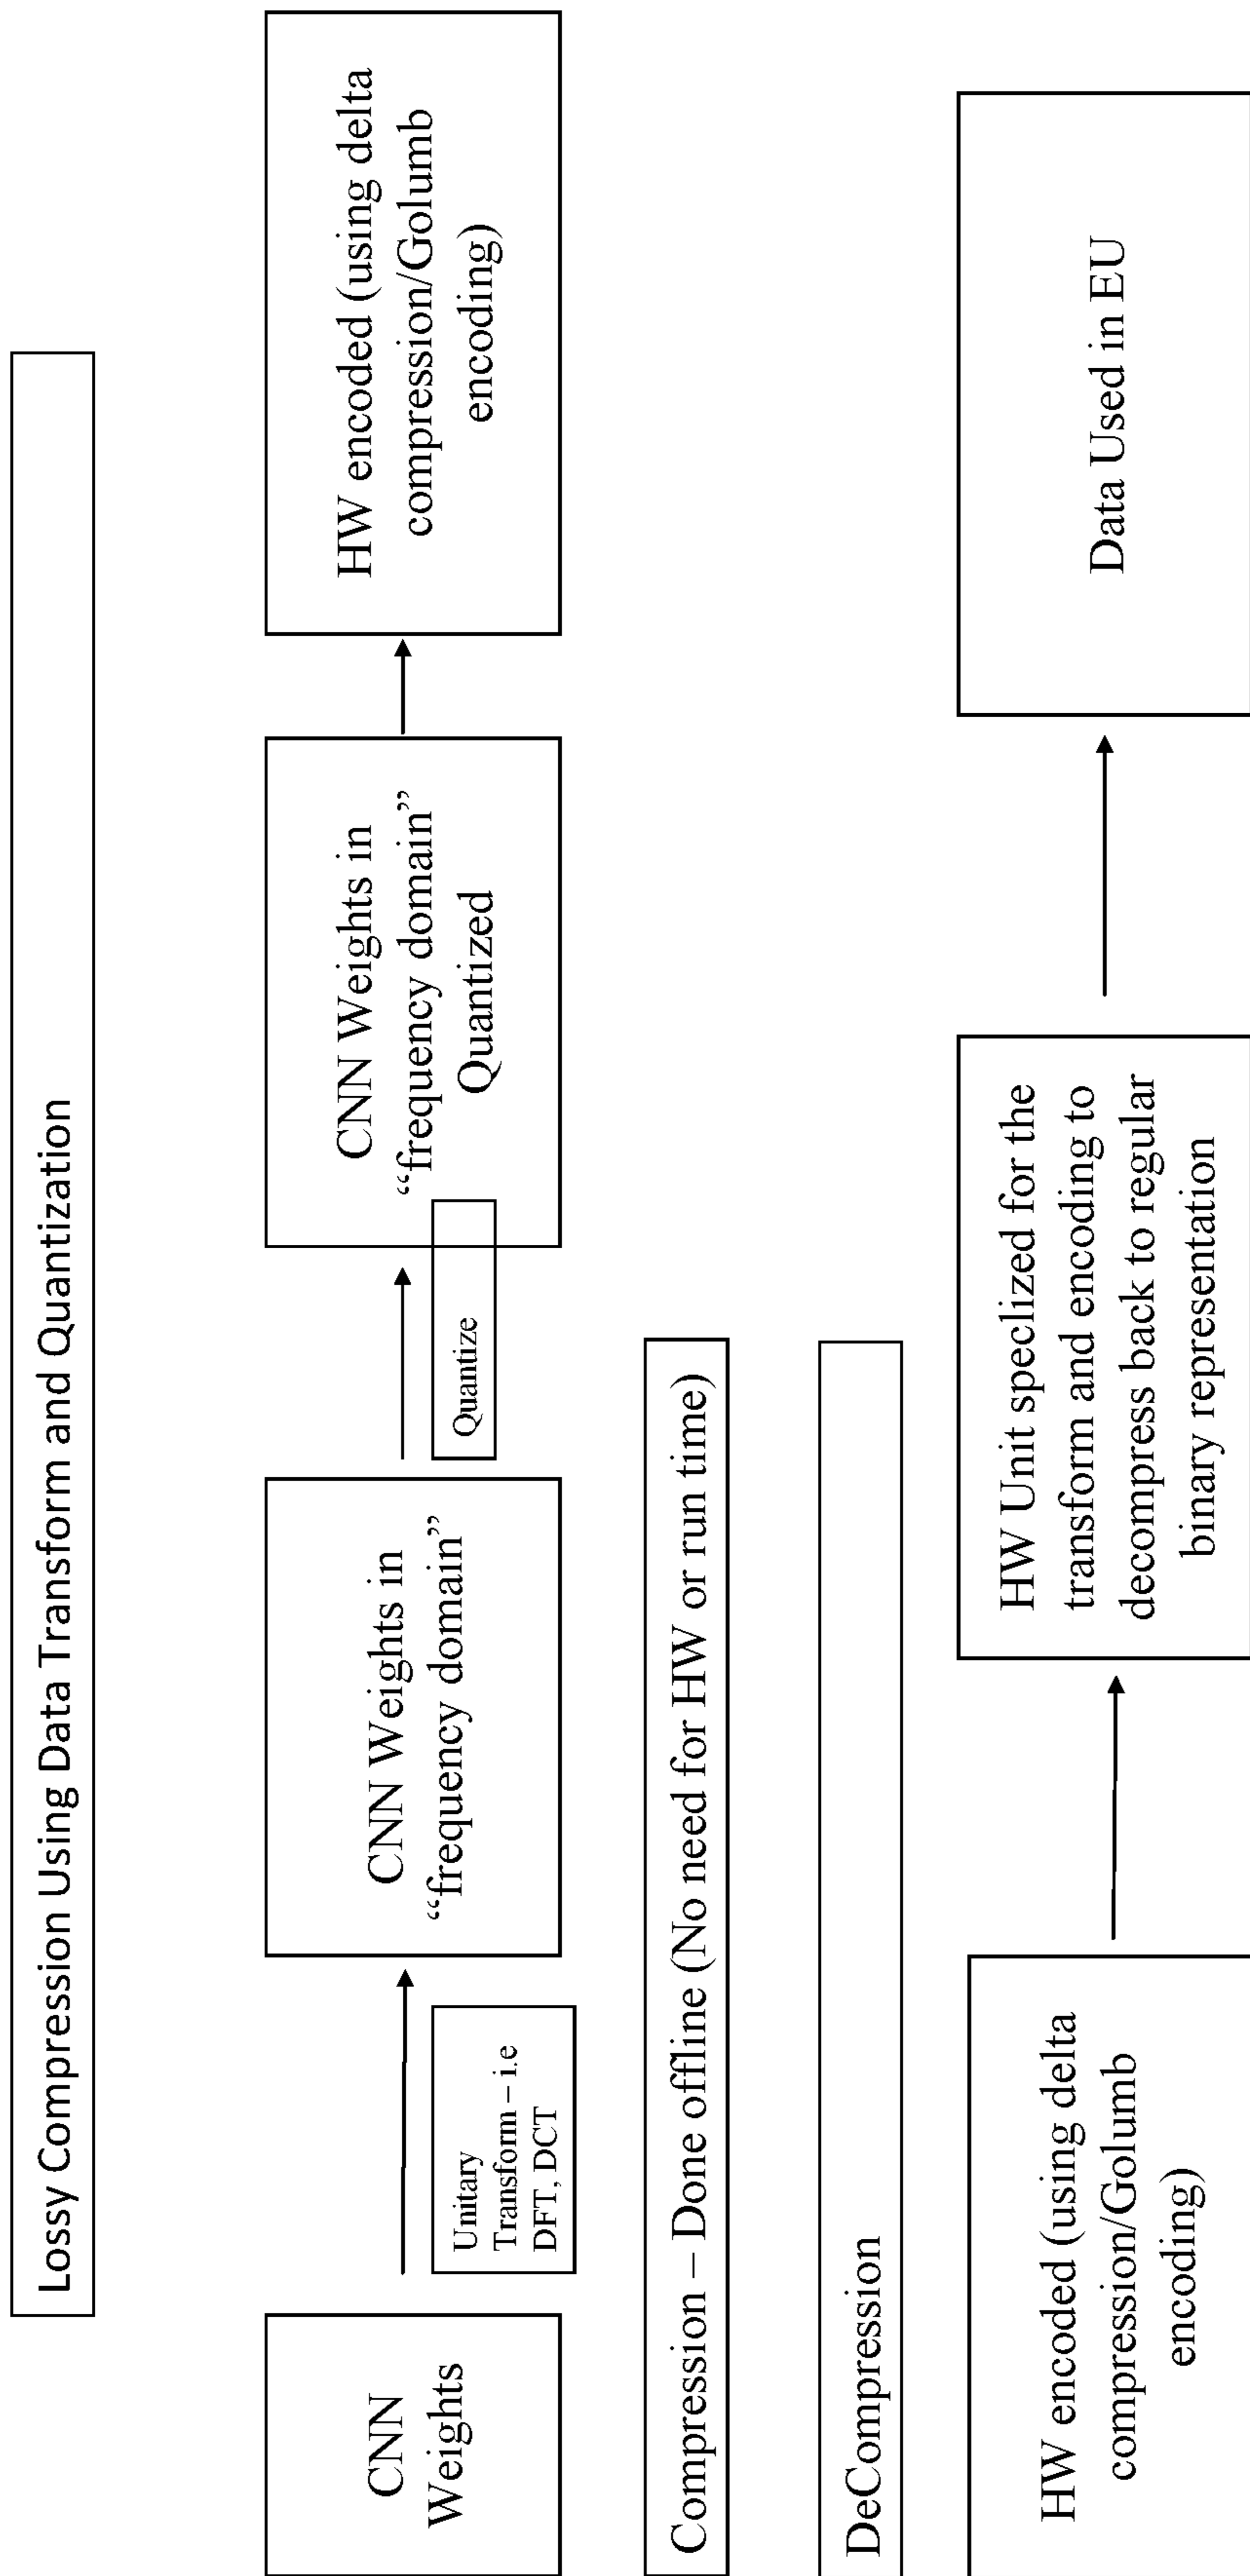 Lossy Compression Using Data Transform and Quantization
CNN
Weights
Unitary
Transform – i.e
DFT, DCT
CNN Weights in
“frequency domain”
Quantize
CNN Weights in
“frequency domain”
Quantized
HW encoded (using delta
compression/Golumb
encoding)
Compression – Done offline (No need for HW or run time)
DeCompression
HW encoded (using delta
compression/Golumb
encoding)
HW Unit speclized for the
transform and encoding to
decompress back to regular
binary representation
Data Used in EU